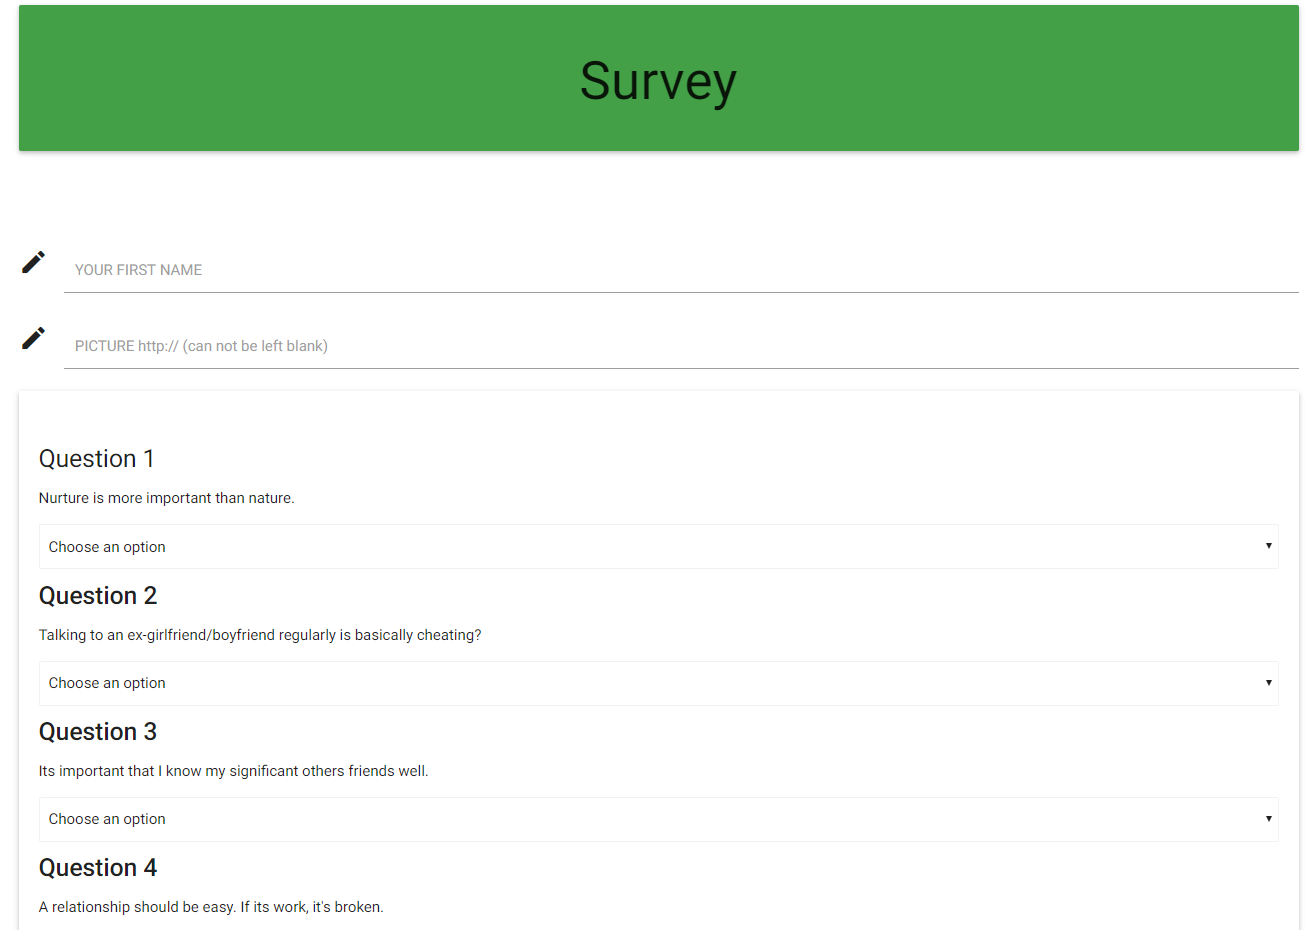 Survey
YOUR FIRST NAME
PICTURE http:// (can not be left blank)
Question 1
Nurture is more important than nature.
Choose an option
Question 2
Talking to an ex-girlfriend/boyfriend regularly is basically cheating?
Choose an option
Question 3
Its important that I know my significant others friends well.
Choose an option
Question 4
A relationship should be easy. If its work, it's broken.